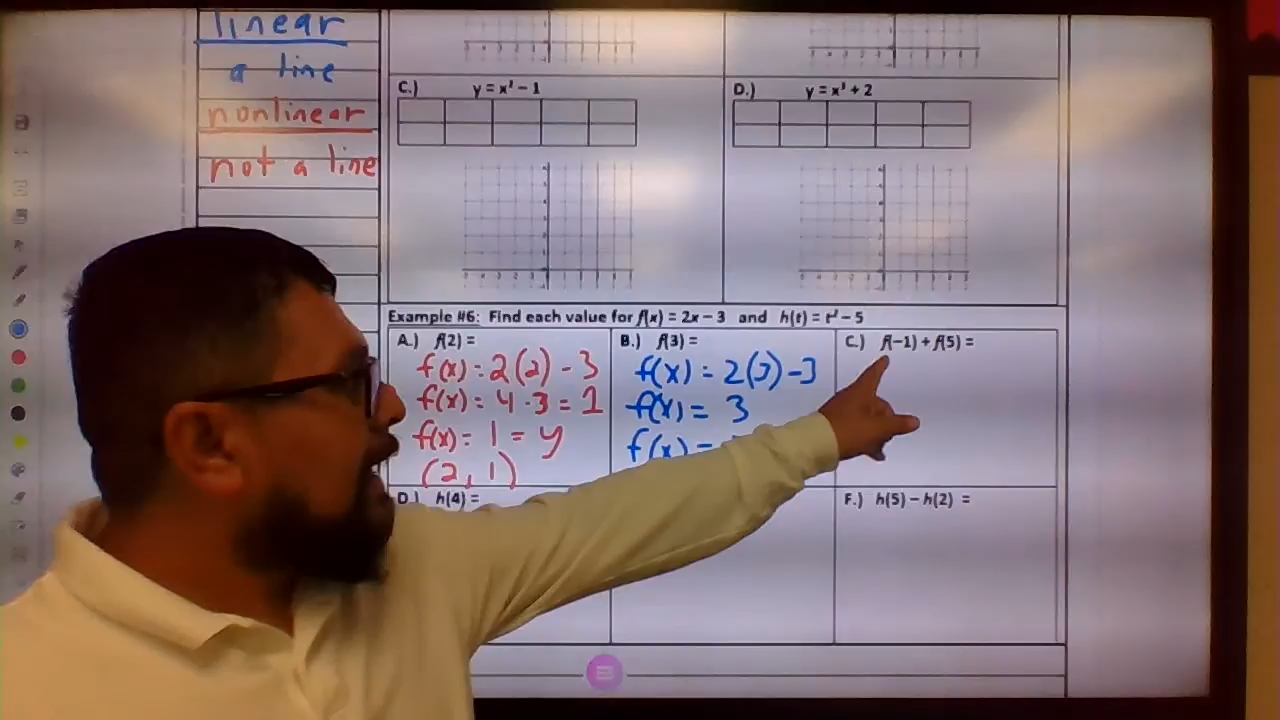 linear
a line
nonlinear
not a line
C.) y = x³ − 1
D.) y = x³ + 2
Example #6: Find each value for f(x) = 2x − 3 and h(t) = t² − 5
A.) f(2) =
f(x) = 2(2) - 3
f(x) = 4 - 3 = 1
f(x) = 1 = y
(2, 1)
B.) f(3) =
f(x) = 2(3) - 3
f(x) = 3
f(x) =
C.) f(−1) + f(5) =
D.) h(4) =
F.) h(5) − h(2) =